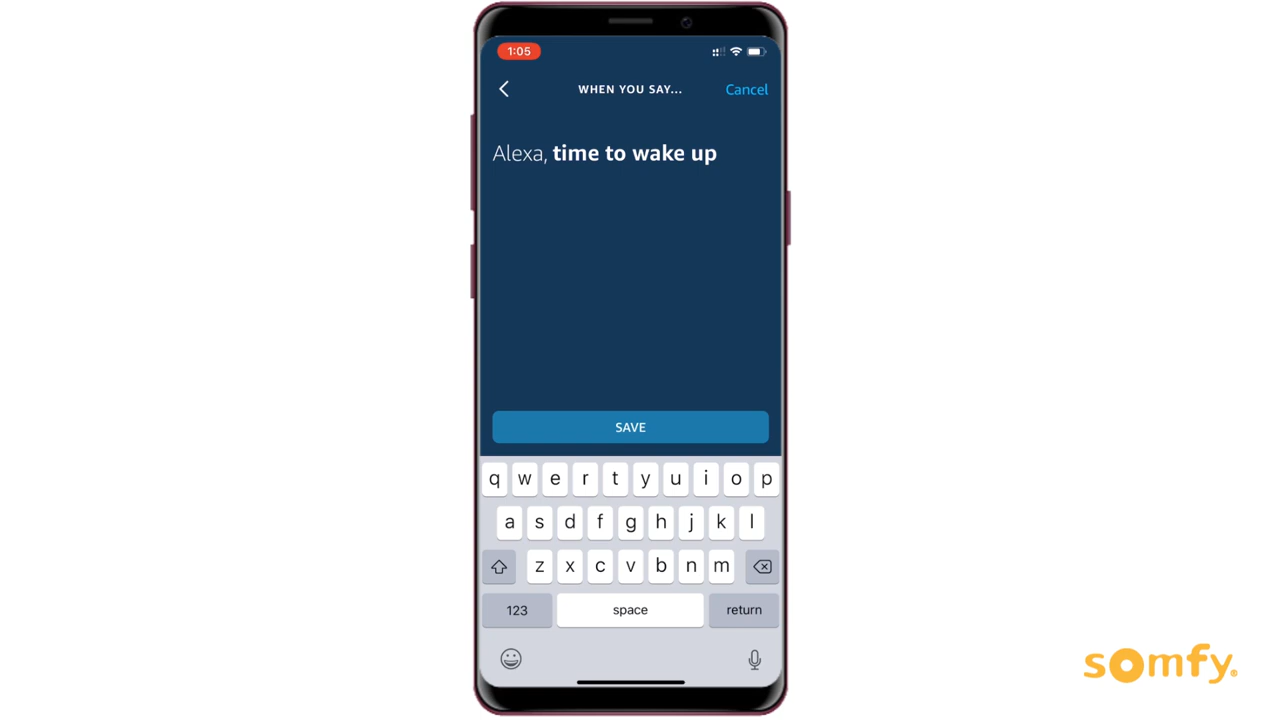 1:05
WHEN YOU SAY... Cancel
Alexa, time to wake up
SAVE
q w e r t y u i o p
a s d f g h j k l
z x c v b n m
123 space return
somfy®